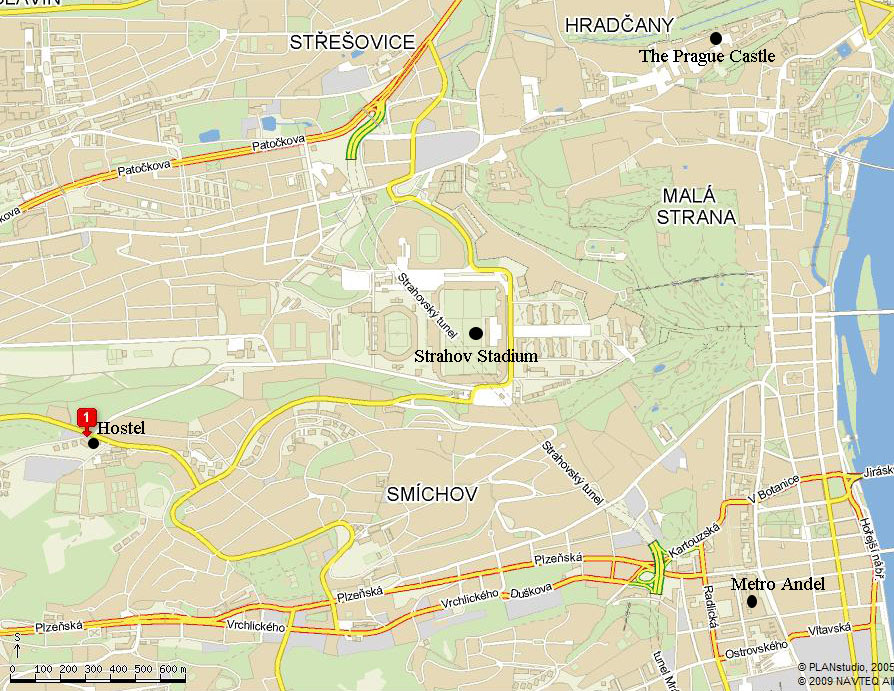 HRADČANY
STŘEŠOVICE
The Prague Castle
Patočkova
Patočkova
MALÁ
STRANA
Strahovský tunel
Strahov Stadium
1
Hostel
Strahovský tunel
SMÍCHOV
V Botanice
Kartouzská
Hořejší nábř.
Plzeňská
Plzeňská
Duškova
Vrchlického
Metro Andel
Radlická
Plzeňská
Vrchlického
Vltavská
Ostrovského
S
0 100 200 300 400 500 600 m
© PLANstudio, 2005
© 2009 NAVTEQ